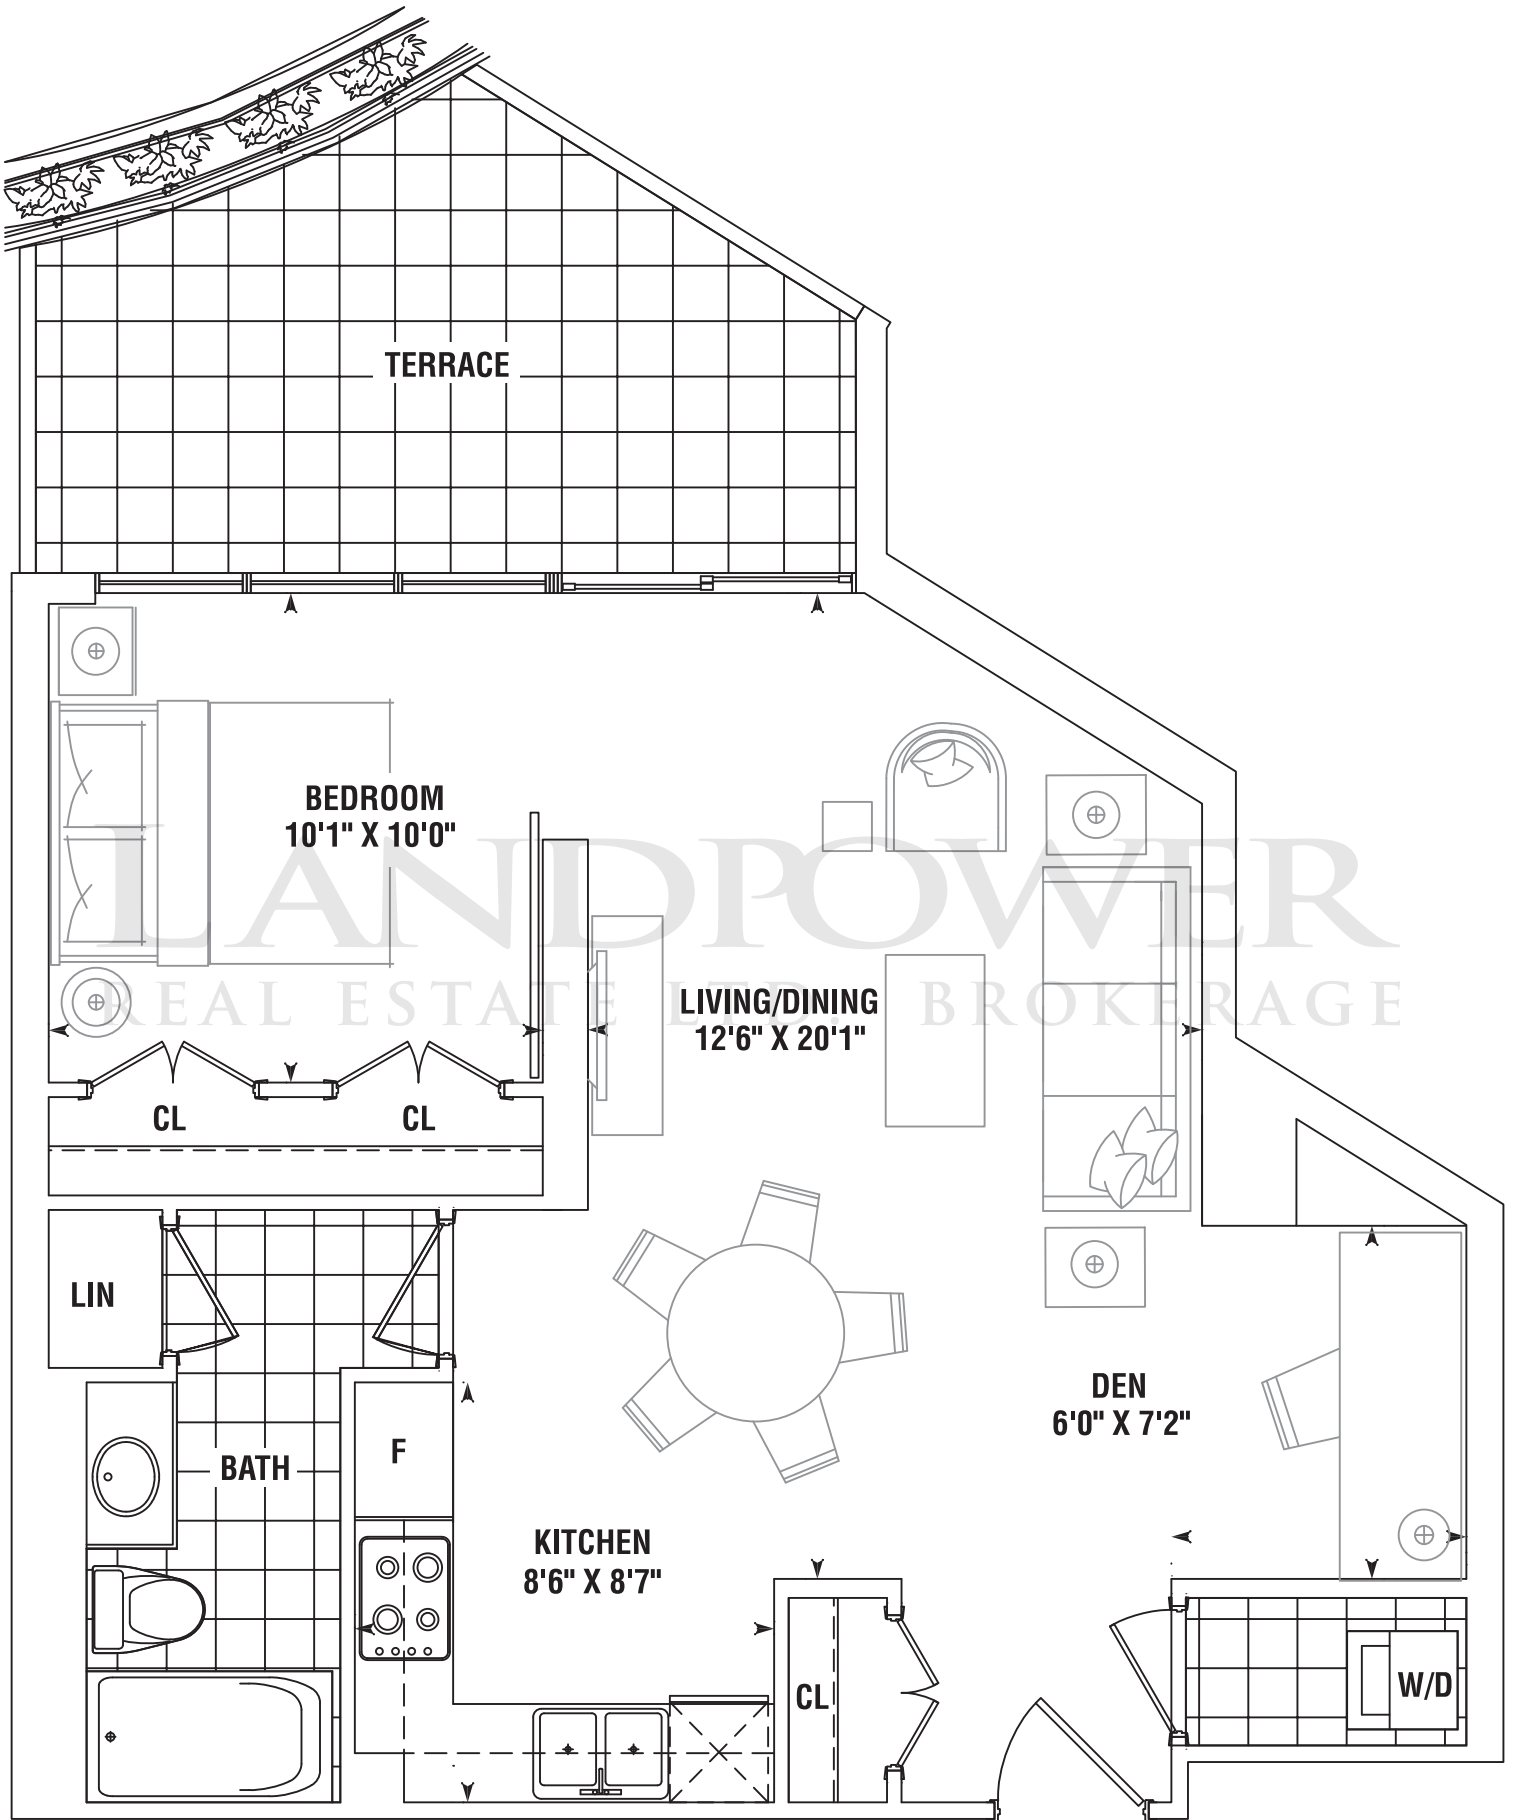 TERRACE
BEDROOM
10'1" X 10'0"
LANDPOWER
REAL ESTATE LTD. BROKERAGE
LIVING/DINING
12'6" X 20'1"
CL
CL
LIN
DEN
6'0" X 7'2"
F
BATH
KITCHEN
8'6" X 8'7"
CL
W/D